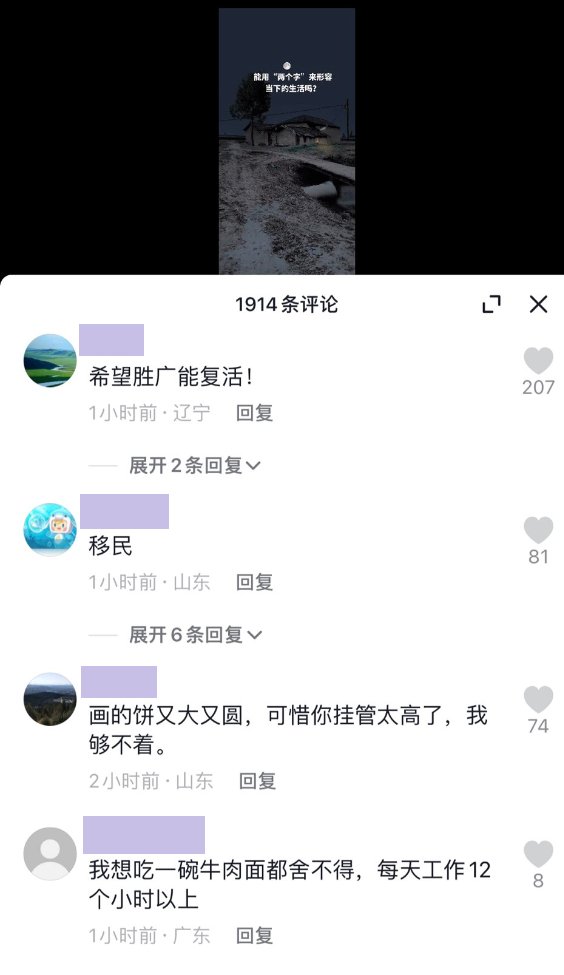 能用“两个字”来形容
当下的生活吗?
1914条评论
希望胜广能复活!
207
1小时前·辽宁 回复
展开2条回复
移民
81
1小时前·山东 回复
展开6条回复
画的饼又大又圆，可惜你挂管太高了，我
74
够不着。
2小时前·山东 回复
我想吃一碗牛肉面都舍不得，每天工作12
8
个小时以上
1小时前·广东 回复